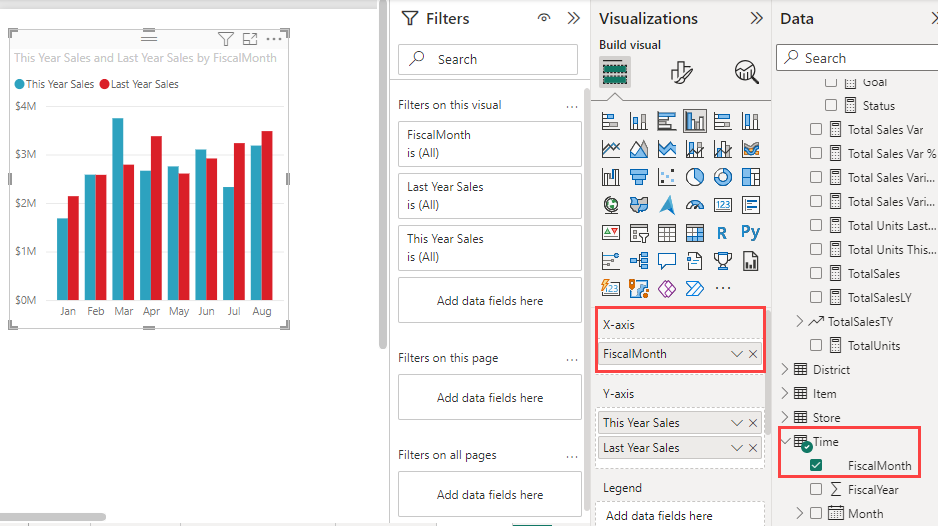 This Year Sales and Last Year Sales by FiscalMonth
This Year Sales Last Year Sales
$4M
$3M
$2M
$1M
$0M
Jan Feb Mar Apr May Jun Jul Aug
Filters
Search
Filters on this visual
FiscalMonth
is (All)
Last Year Sales
is (All)
This Year Sales
is (All)
Add data fields here
Filters on this page
Add data fields here
Filters on all pages
Add data fields here
Visualizations
Build visual
123
R Py
123
X-axis
FiscalMonth
Y-axis
This Year Sales
Last Year Sales
Legend
Add data fields here
Data
Search
Goal
Status
Total Sales Var
Total Sales Var %
Total Sales Vari...
Total Sales Vari...
Total Units Last...
Total Units This...
TotalSales
TotalSalesLY
TotalSalesTY
TotalUnits
District
Item
Store
Time
FiscalMonth
FiscalYear
Month